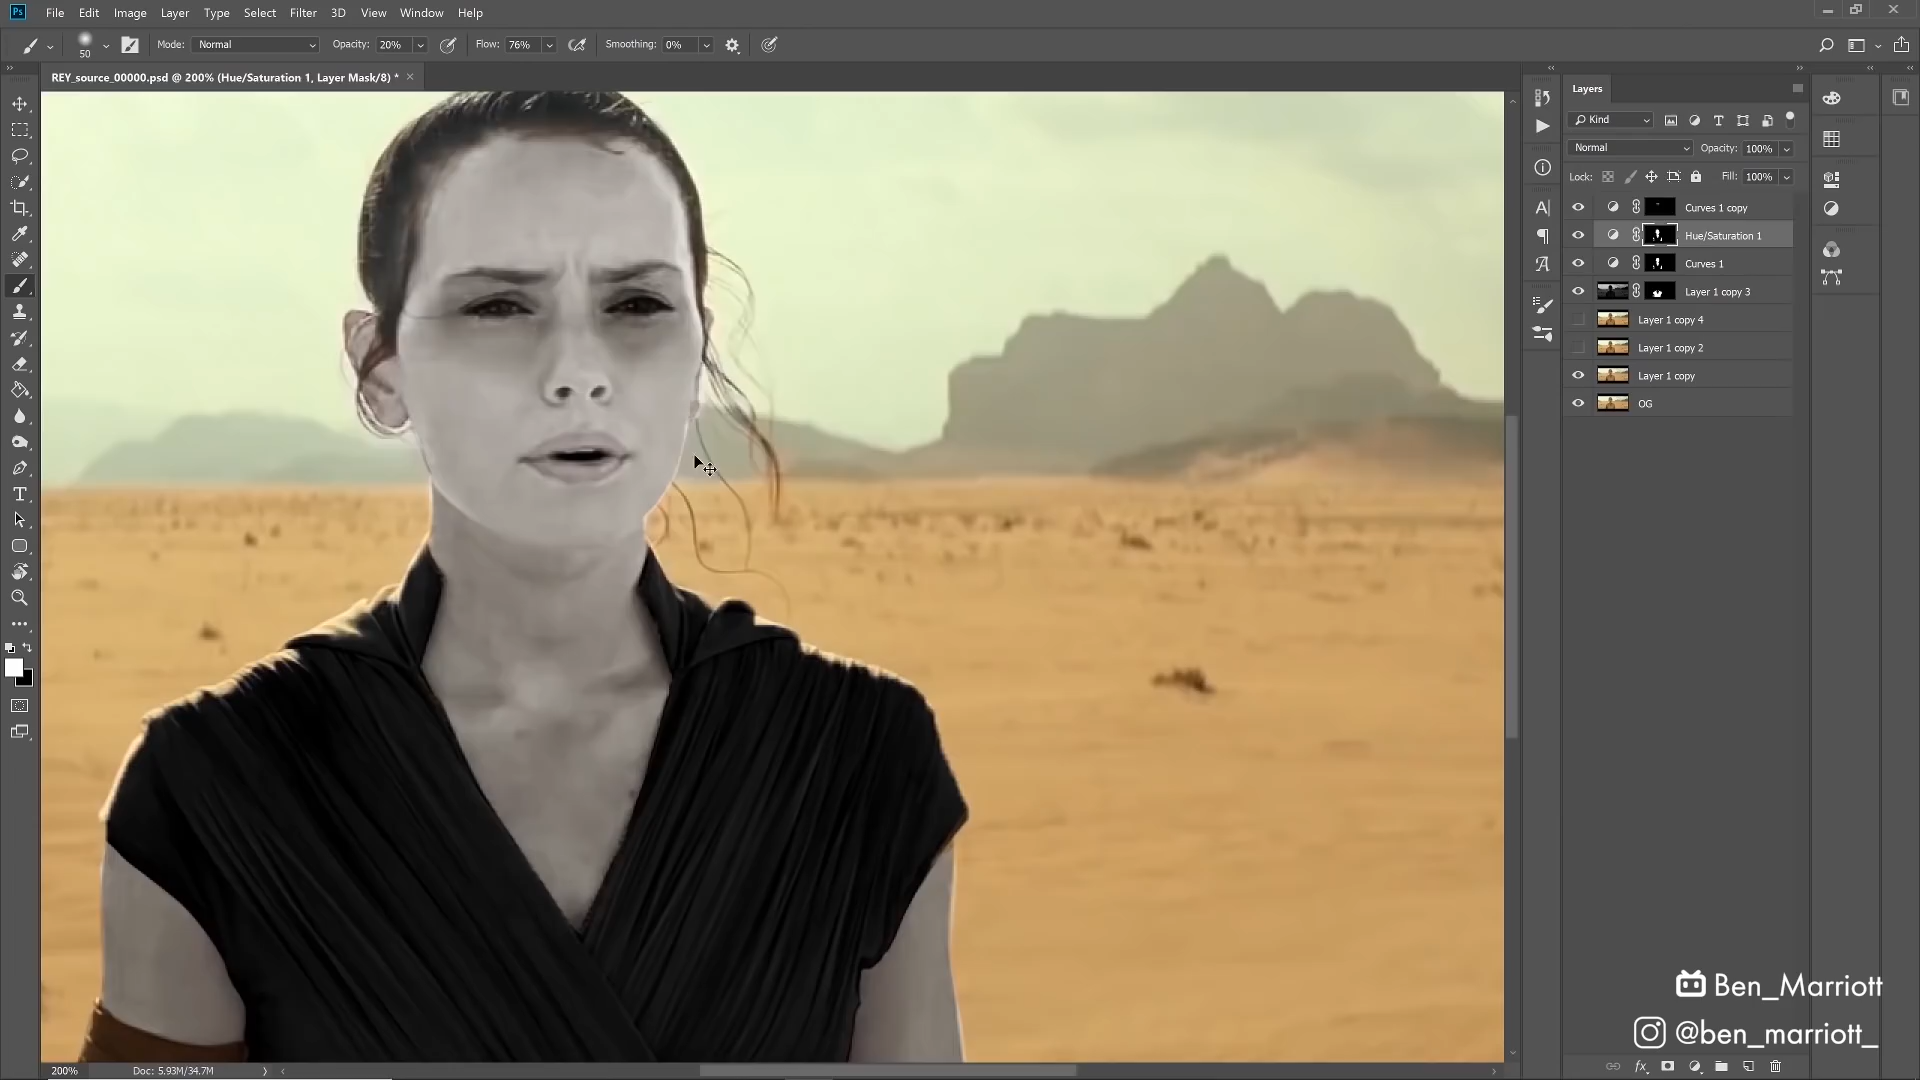 Ps File Edit Image Layer Type Select Filter 3D View Window Help
50 Mode: Normal Opacity: 20% Flow: 76% Smoothing: 0%
REY_source_00000.psd @ 200% (Hue/Saturation 1, Layer Mask/8) *
Layers
Kind
Normal Opacity: 100%
Lock: Fill: 100%
Curves 1 copy
Hue/Saturation 1
Curves 1
Layer 1 copy 3
Layer 1 copy 4
Layer 1 copy 2
Layer 1 copy
OG
Ben_Marriott
@ben_marriott_
200% Doc: 5.93M/34.7M